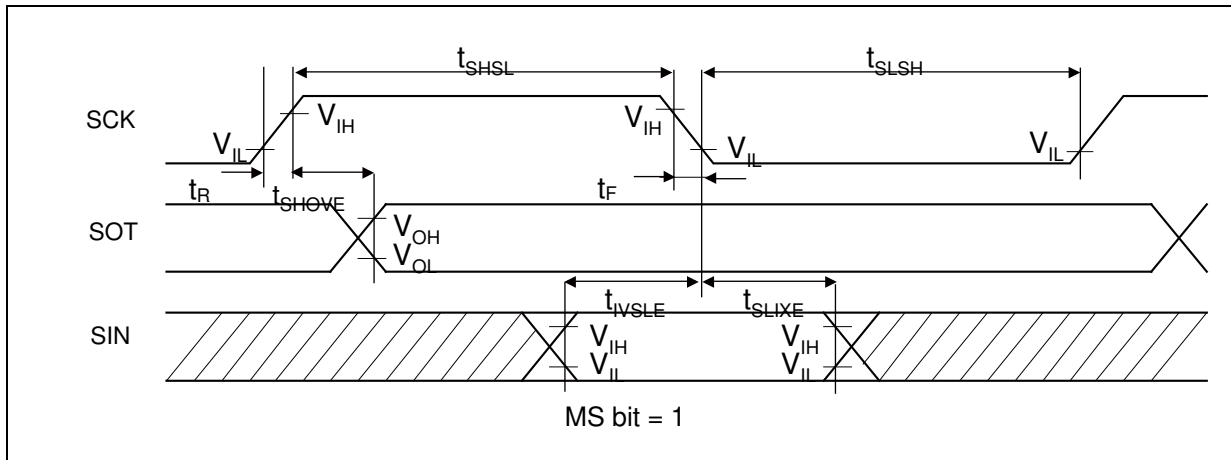 tSHSL
tSLSH
SCK
VIH
VIH
VIL
VIL
VIL
tR
tSHOVE
tF
SOT
VOH
VOL
tIVSLE
tSLIXE
SIN
VIH
VIH
VIL
VIL
MS bit = 1